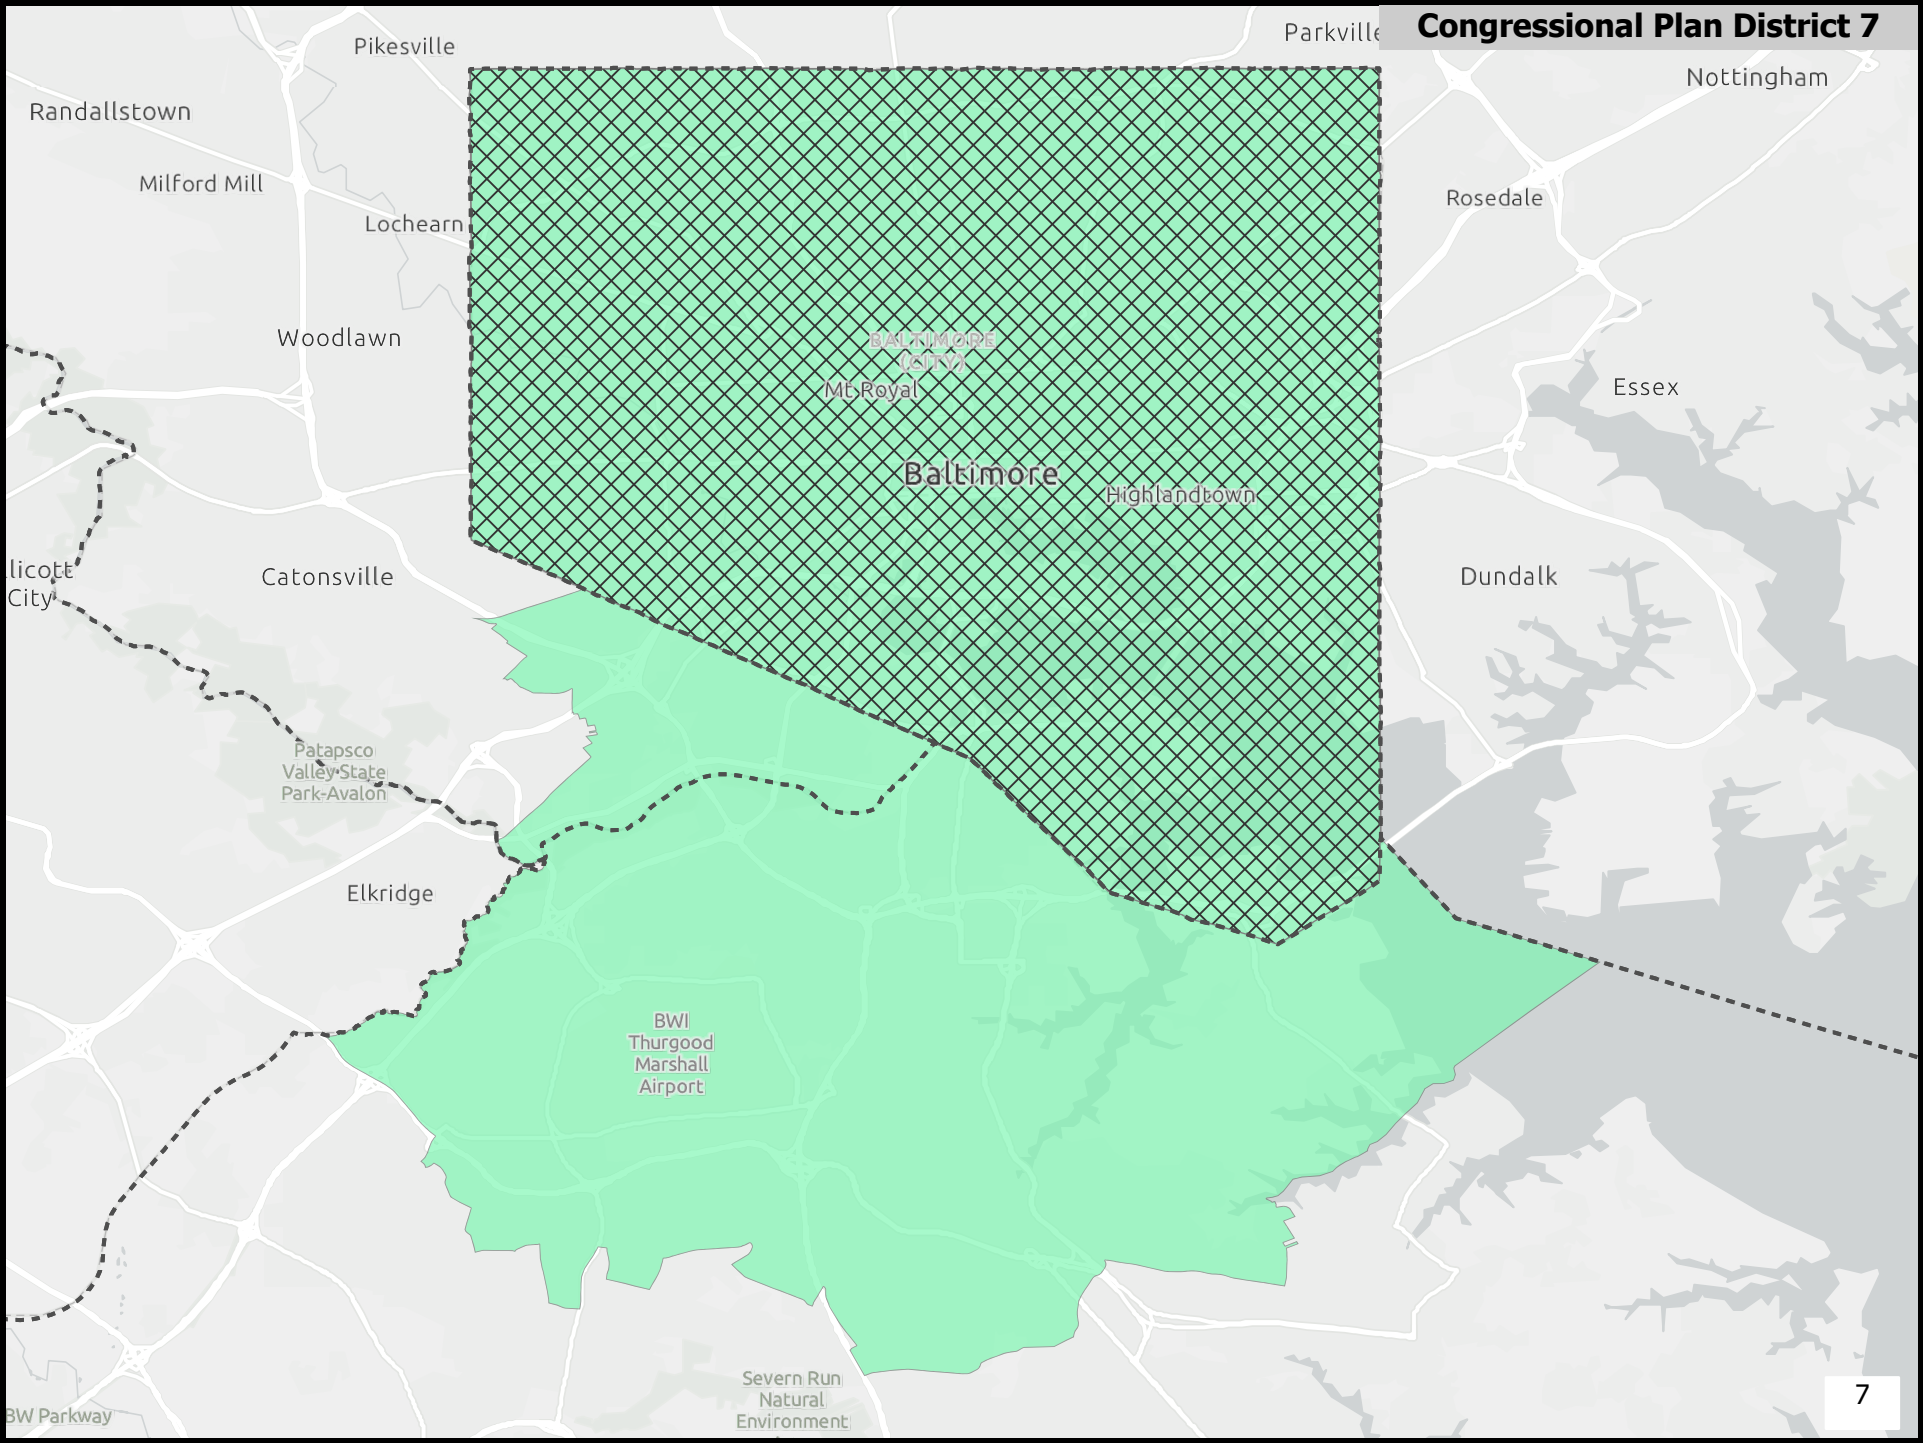 Congressional Plan District 7
Parkville
Pikesville
Nottingham
Randallstown
Milford Mill
Rosedale
Lochearn
Woodlawn
BALTIMORE
(CITY)
Mt Royal
Essex
Baltimore
Highlandtown
licott
City
Catonsville
Dundalk
Patapsco
Valley State
Park-Avalon
Elkridge
BWI
Thurgood
Marshall
Airport
Severn Run
Natural
Environment
BW Parkway
7